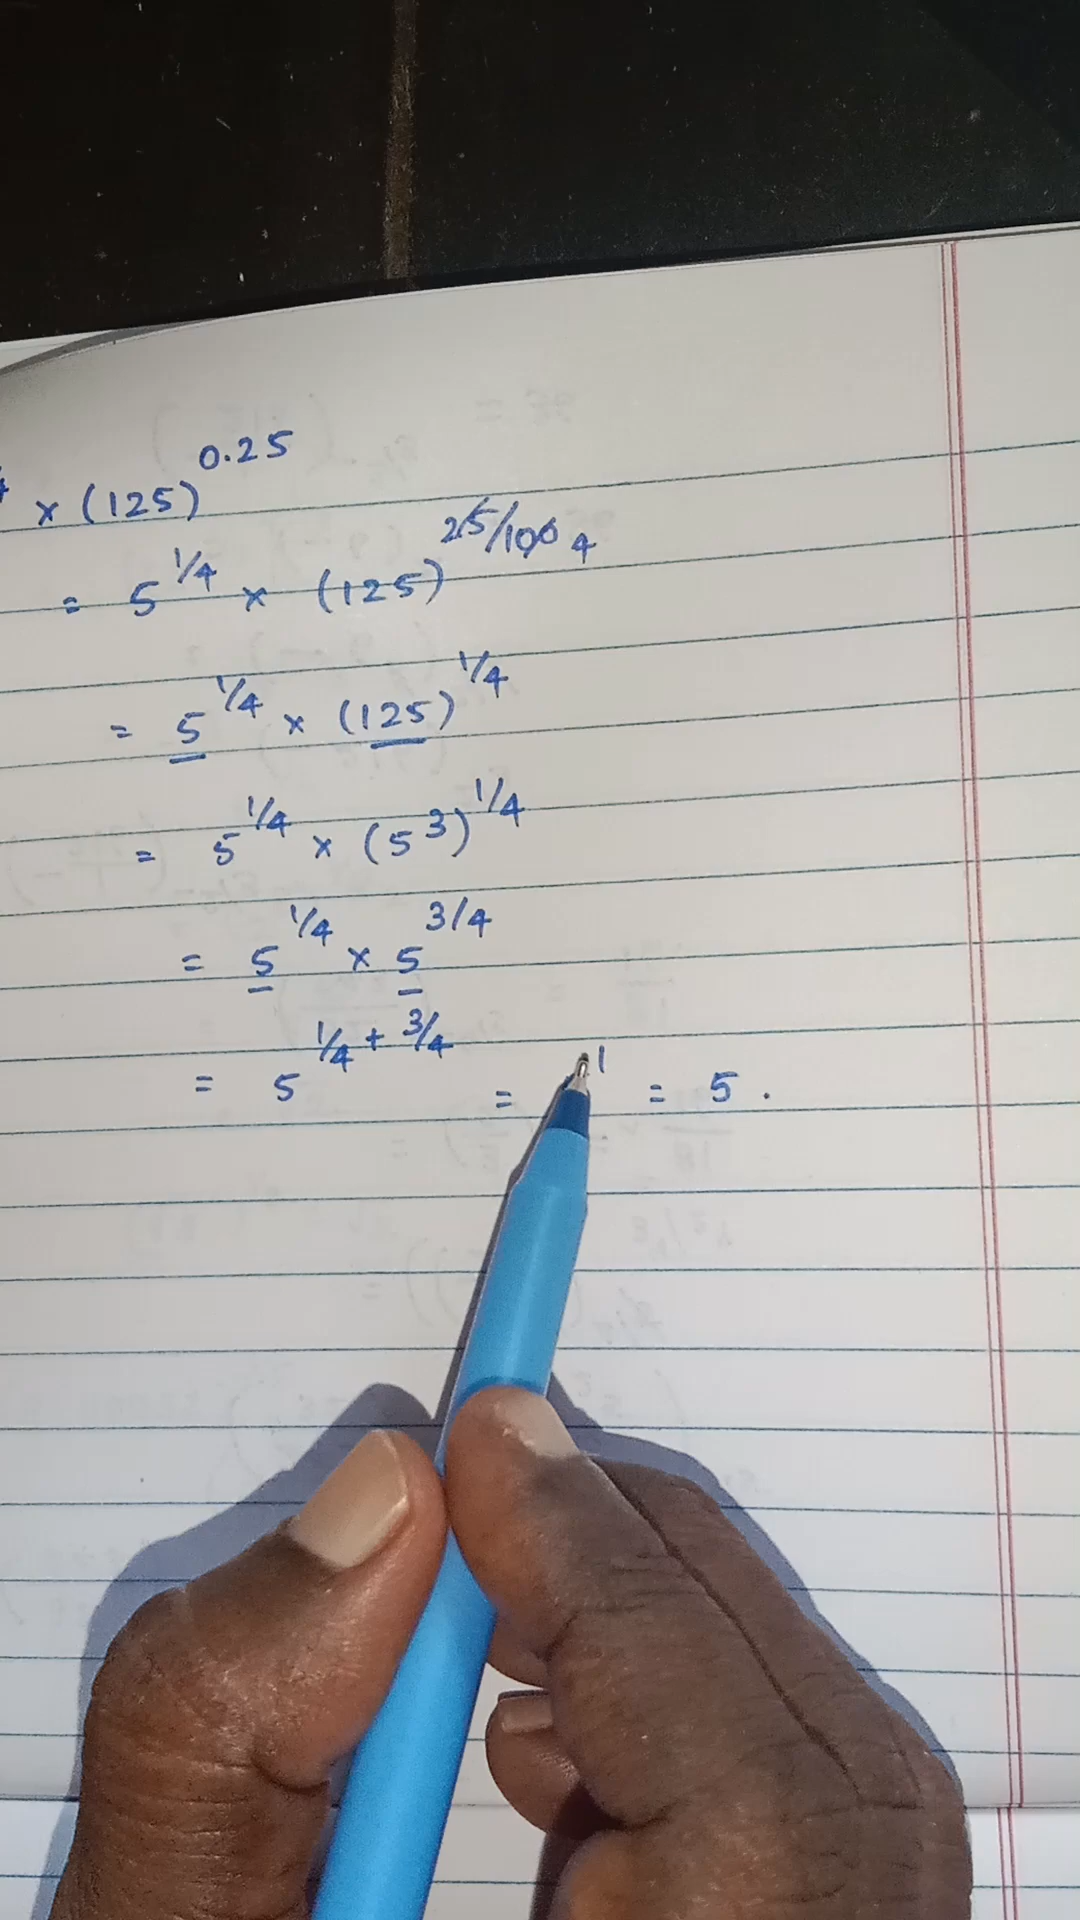 × (125)^0.25
= 5^1/4 × (125)^25/100 4
= 5^1/4 × (125)^1/4
= 5^1/4 × (5^3)^1/4
= 5^1/4 × 5^3/4
= 5^1/4 + 3/4 = ^1 = 5.